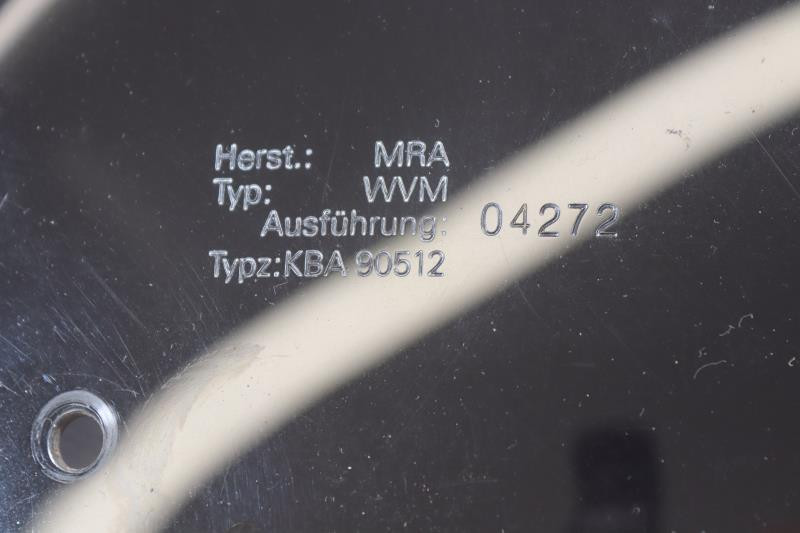 Herst.: MRA
Typ: WVM
Ausführung: 04272
Typz: KBA 90512